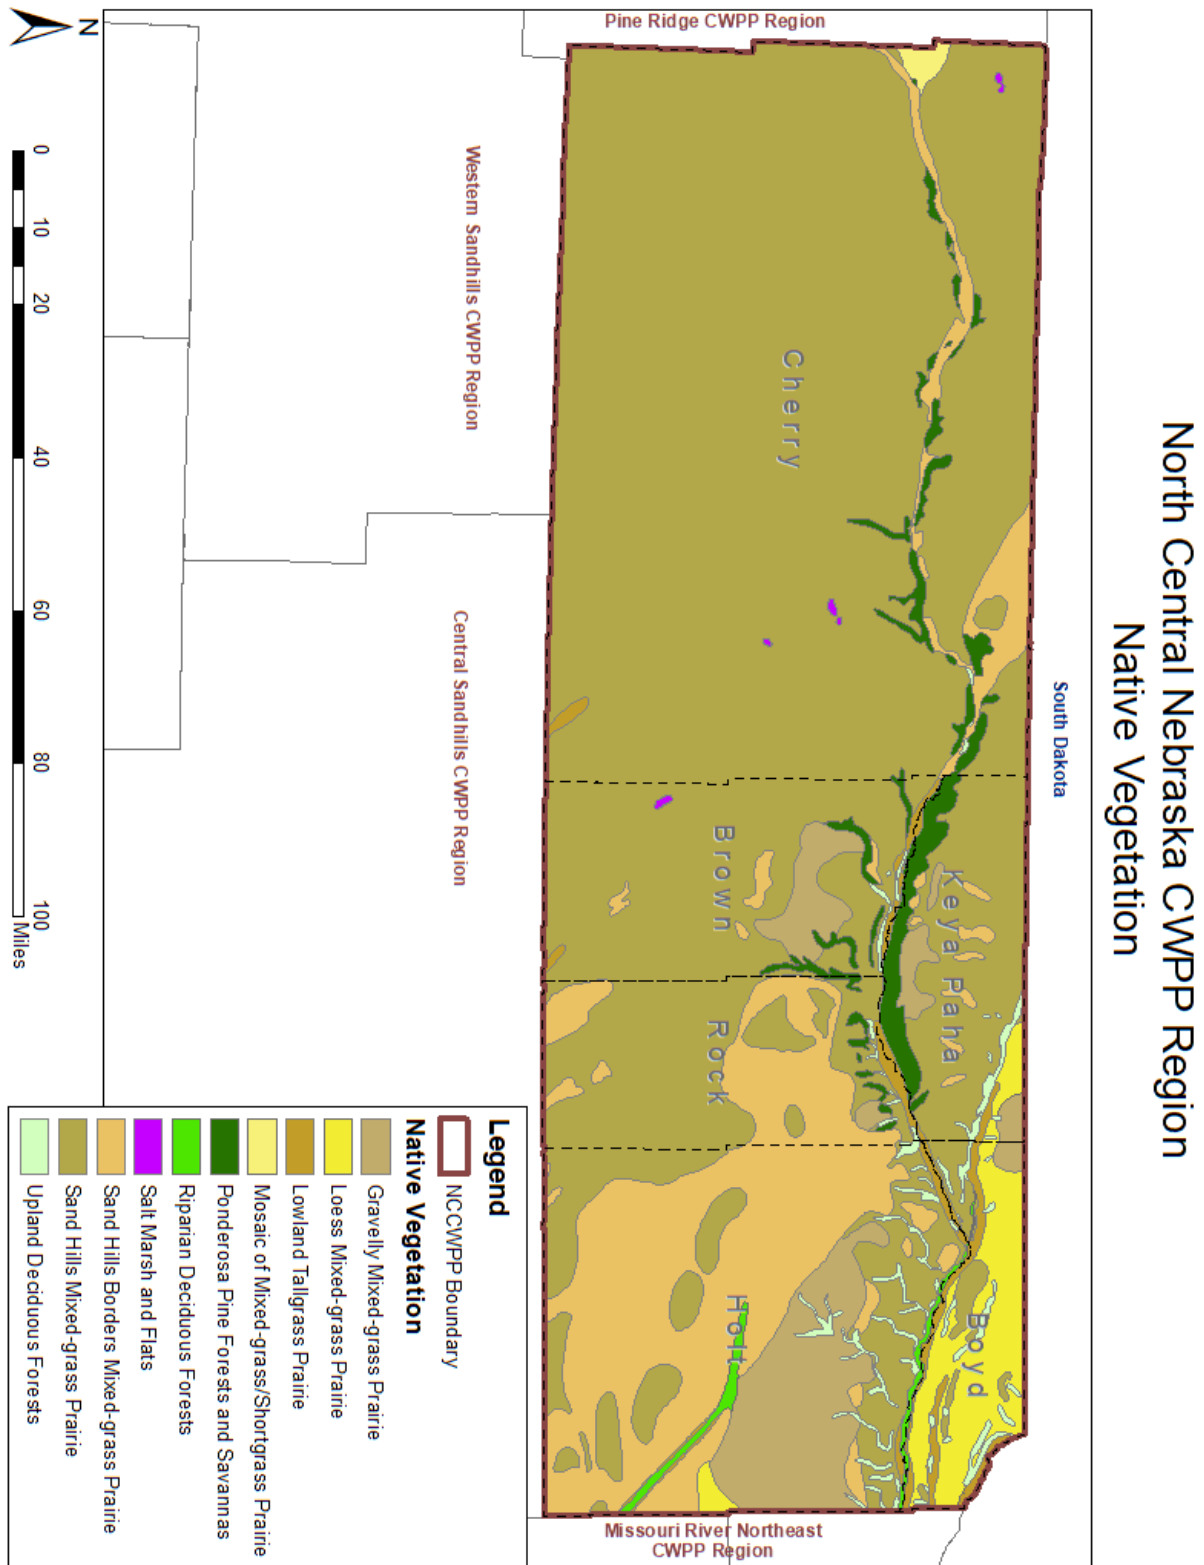 North Central Nebraska CWPP Region
Native Vegetation
South Dakota
Pine Ridge CWPP Region
Cherry
Keya Paha
Boyd
Brown
Rock
Holt
Missouri River Northeast
CWPP Region
Western Sandhills CWPP Region
Central Sandhills CWPP Region
Legend
NCCWPP Boundary
Native Vegetation
Gravelly Mixed-grass Prairie
Loess Mixed-grass Prairie
Lowland Tallgrass Prairie
Mosaic of Mixed-grass/Shortgrass Prairie
Ponderosa Pine Forests and Savannas
Riparian Deciduous Forests
Salt Marsh and Flats
Sand Hills Borders Mixed-grass Prairie
Sand Hills Mixed-grass Prairie
Upland Deciduous Forests
N
0 10 20 40 60 80 100
Miles